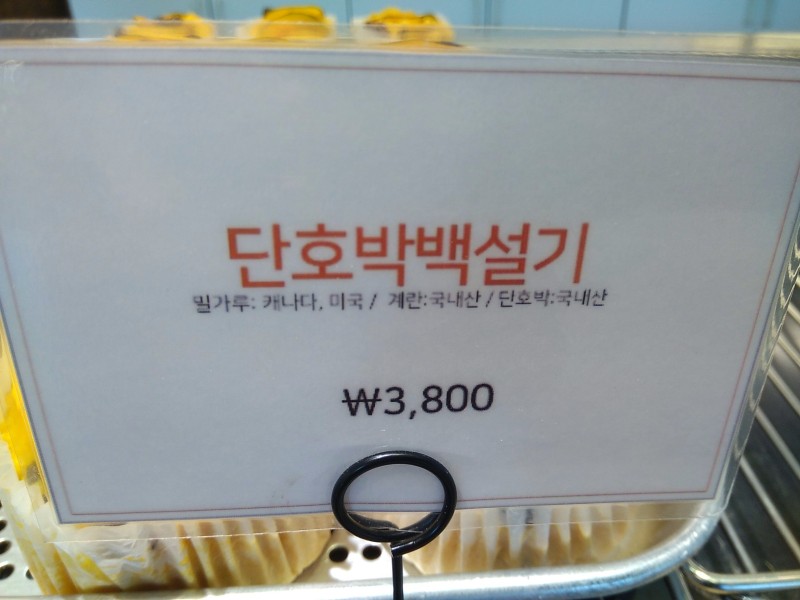 단호박백설기
밀가루: 캐나다, 미국 / 계란:국내산 / 단호박:국내산
₩3,800